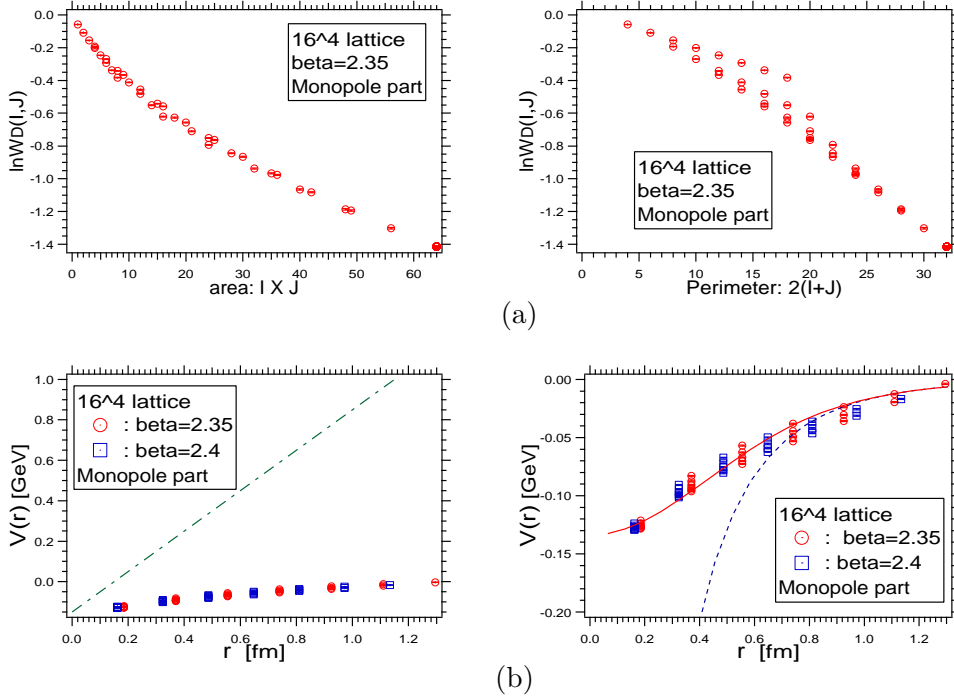 0.0
-0.2
-0.4
-0.6
-0.8
-1.0
-1.2
-1.4
lnWD(I,J)
16^4 lattice
beta=2.35
Monopole part
0
10
20
30
40
50
60
area: I X J
0.0
-0.2
-0.4
-0.6
-0.8
-1.0
-1.2
-1.4
lnWD(I,J)
16^4 lattice
beta=2.35
Monopole part
0
5
10
15
20
25
30
Perimeter: 2(I+J)
(a)
1.0
0.8
0.6
0.4
0.2
0.0
V(r) [GeV]
16^4 lattice
: beta=2.35
: beta=2.4
Monopole part
0.0
0.2
0.4
0.6
0.8
1.0
1.2
r [fm]
0.00
-0.05
-0.10
-0.15
-0.20
V(r) [GeV]
16^4 lattice
: beta=2.35
: beta=2.4
Monopole part
0.0
0.2
0.4
0.6
0.8
1.0
1.2
r [fm]
(b)